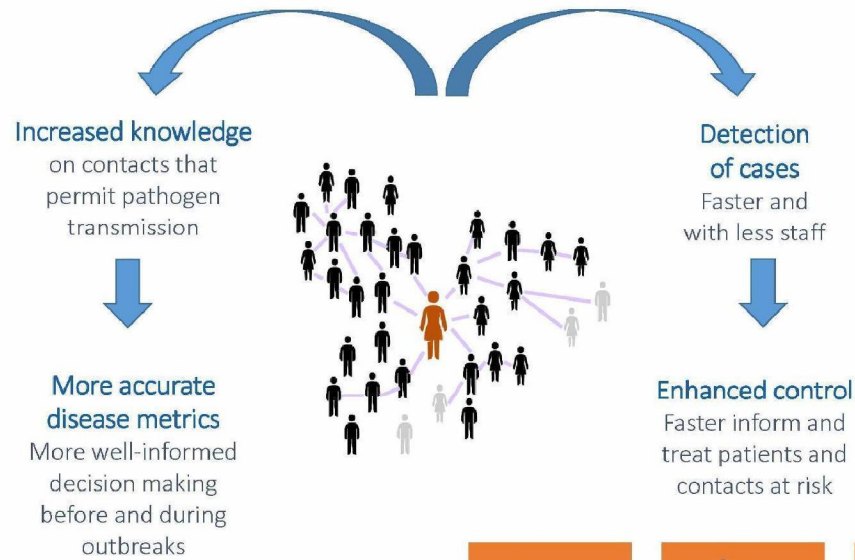 Increased knowledge
on contacts that
permit pathogen
transmission
More accurate
disease metrics
More well-informed
decision making
before and during
outbreaks
Detection
of cases
Faster and
with less staff
Enhanced control
Faster inform and
treat patients and
contacts at risk